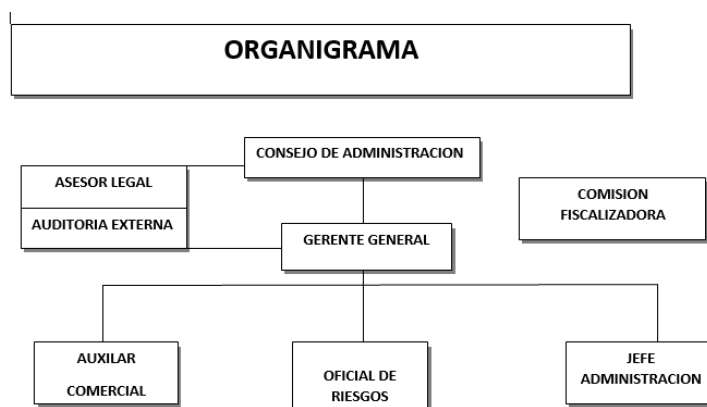 ORGANIGRAMA
CONSEJO DE ADMINISTRACION
ASESOR LEGAL
AUDITORIA EXTERNA
COMISION
FISCALIZADORA
GERENTE GENERAL
AUXILAR
COMERCIAL
OFICIAL DE
RIESGOS
JEFE
ADMINISTRACION